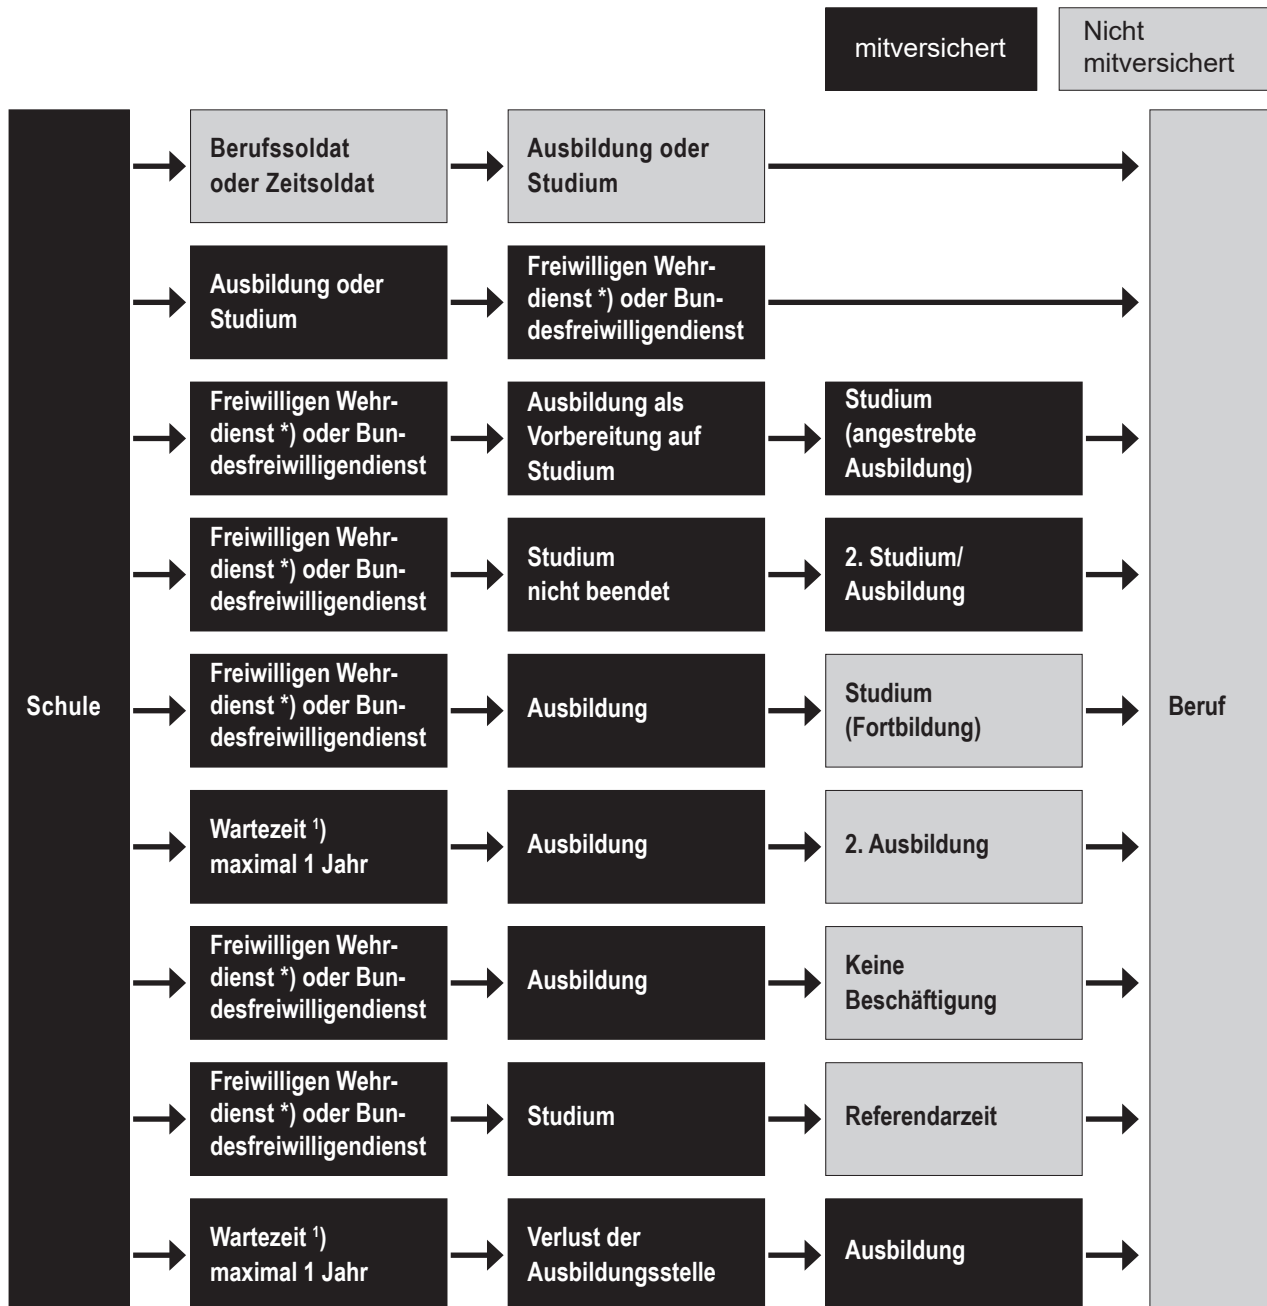 mitversichert
Nicht
mitversichert
Schule
Berufssoldat
oder Zeitsoldat
Ausbildung oder
Studium
Ausbildung oder
Studium
Freiwilligen Wehr-
dienst *) oder Bun-
desfreiwilligendienst
Freiwilligen Wehr-
dienst *) oder Bun-
desfreiwilligendienst
Ausbildung als
Vorbereitung auf
Studium
Studium
(angestrebte
Ausbildung)
Freiwilligen Wehr-
dienst *) oder Bun-
desfreiwilligendienst
Studium
nicht beendet
2. Studium/
Ausbildung
Freiwilligen Wehr-
dienst *) oder Bun-
desfreiwilligendienst
Ausbildung
Studium
(Fortbildung)
Wartezeit ¹)
maximal 1 Jahr
Ausbildung
2. Ausbildung
Freiwilligen Wehr-
dienst *) oder Bun-
desfreiwilligendienst
Ausbildung
Keine
Beschäftigung
Freiwilligen Wehr-
dienst *) oder Bun-
desfreiwilligendienst
Studium
Referendarzeit
Wartezeit ¹)
maximal 1 Jahr
Verlust der
Ausbildungsstelle
Ausbildung
Beruf